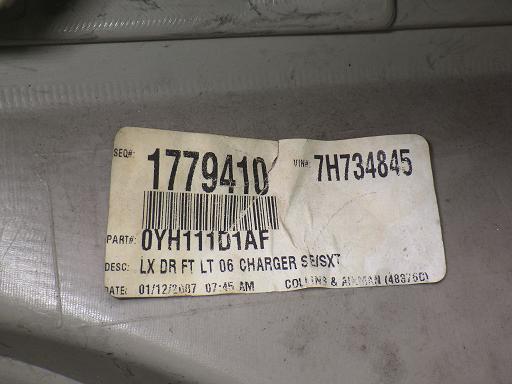 SEQ#: 1779410 VIN# 7H734845
PART#: 0YH111D1AF
DESC: LX DR FT LT 06 CHARGER SE/SXT
DATE: 01/12/2007 07:45 AM COLLINS & AIKMAN (48376C)